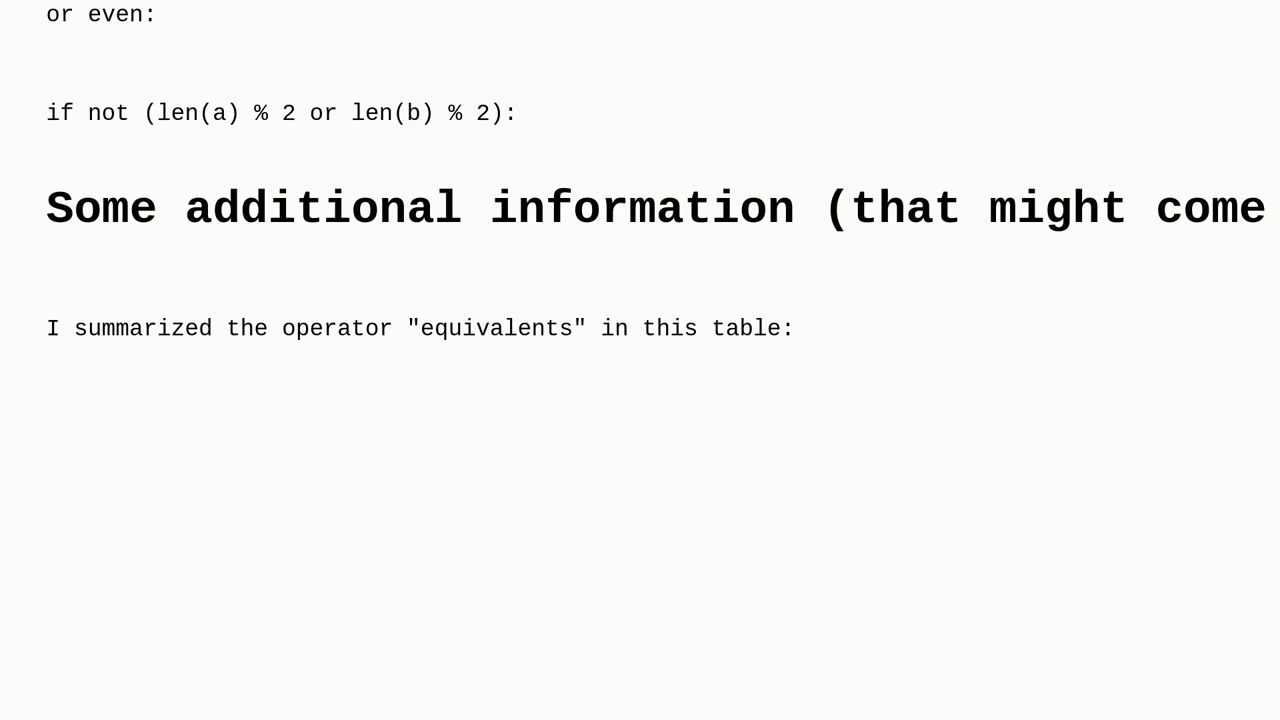 or even:
if not (len(a) % 2 or len(b) % 2):
Some additional information (that might come
I summarized the operator "equivalents" in this table: